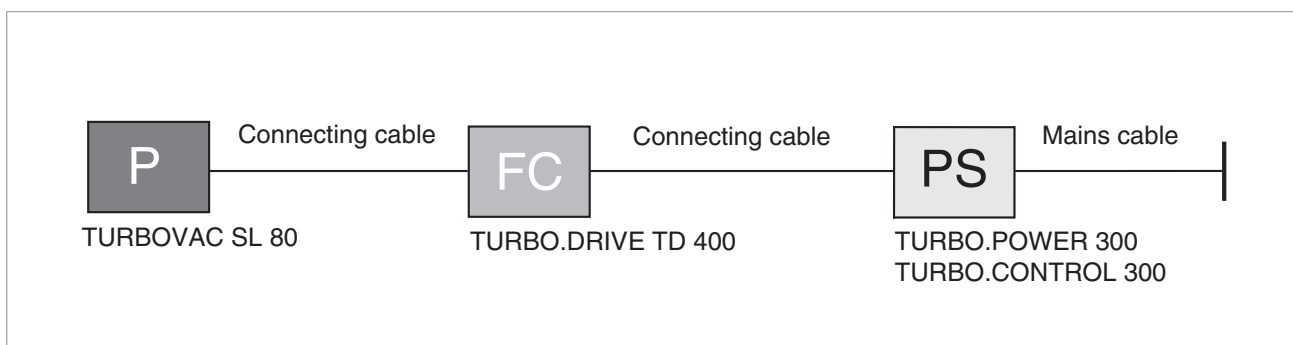 Connecting cable
Connecting cable
Mains cable
P
FC
PS
TURBOVAC SL 80
TURBO.DRIVE TD 400
TURBO.POWER 300
TURBO.CONTROL 300